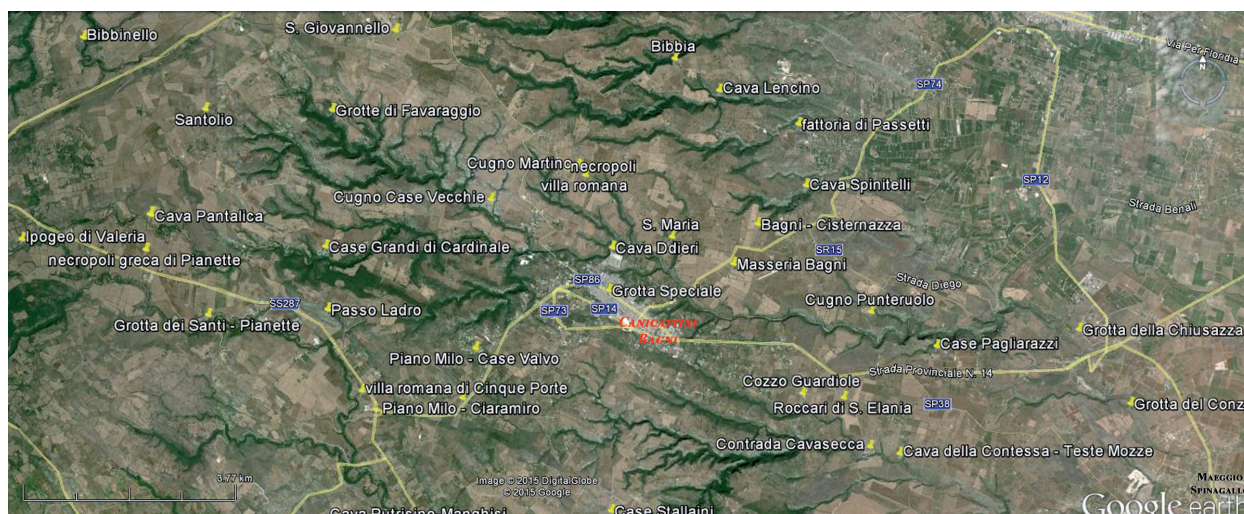 S. Giovannello
Bibbinello
Bibbia
Via Per Floridia
N
Cava Lencino
SP74
Grotte di Favaraggio
Santolio
fattoria di Passetti
Cugno Martino
necropoli
villa romana
Cava Spinitelli
SP12
Cugno Case Vecchie
Strada Benali
Cava Pantalica
S. Maria
Bagni - Cisternazza
Ipogeo di Valeria
necropoli greca di Pianette
Case Grandi di Cardinale
Cava Ddieri
SR15
Masseria Bagni
SP86
Strada Diego
Grotta Speciale
Cugno Punteruolo
SS287
Passo Ladro
SP73
SP14
Grotta dei Santi - Pianette
CANICATTINI
BAGNI
Grotta della Chiusazza
Case Pagliarazzi
Piano Milo - Case Valvo
Strada Provinciale N. 14
villa romana di Cinque Porte
Cozzo Guardiole
Piano Milo - Ciaramiro
Roccari di S. Elania
SP38
Grotta del Conz
Contrada Cavasecca
Cava della Contessa - Teste Mozze
3.77 km
Image © 2015 DigitalGlobe
© 2015 Google
MAEGGIO
SPINAGALLO
Google earth
Cava Putrisino-Manghisi
Case Stallaini